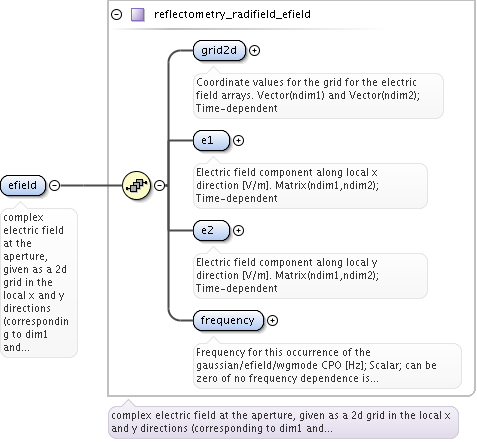 reflectometry_radifield_efield
grid2d
Coordinate values for the grid for the electric
field arrays. Vector(ndim1) and Vector(ndim2);
Time-dependent
e1
Electric field component along local x
direction [V/m]. Matrix(ndim1,ndim2);
Time-dependent
efield
complex
electric field
at the
aperture,
given as a 2d
grid in the
local x and y
directions
(correspondin
g to dim1
and...
e2
Electric field component along local y
direction [V/m]. Matrix(ndim1,ndim2);
Time-dependent
frequency
Frequency for this occurrence of the
gaussian/efield/wgmode CPO [Hz]; Scalar; can be
zero of no frequency dependence is...
complex electric field at the aperture, given as a 2d grid in the local x
and y directions (corresponding to dim1 and...